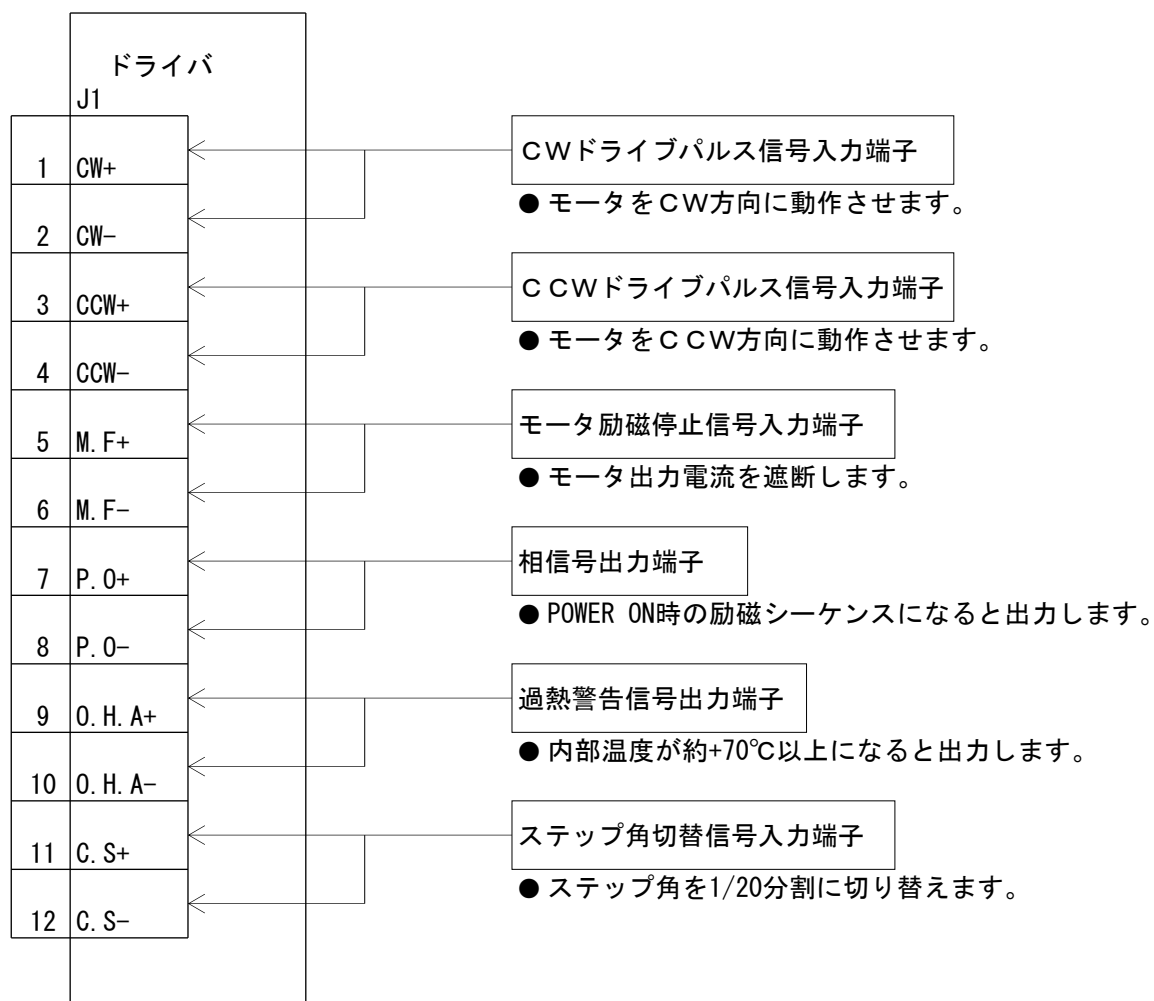 ドライバ
J1
1 CW+
CWドライブパルス信号入力端子
● モータをCW方向に動作させます。
2 CW-
3 CCW+
CCWドライブパルス信号入力端子
● モータをCCW方向に動作させます。
4 CCW-
5 M.F+
モータ励磁停止信号入力端子
● モータ出力電流を遮断します。
6 M.F-
7 P.O+
相信号出力端子
● POWER ON時の励磁シーケンスになると出力します。
8 P.O-
9 O.H.A+
過熱警告信号出力端子
● 内部温度が約+70℃以上になると出力します。
10 O.H.A-
11 C.S+
ステップ角切替信号入力端子
● ステップ角を1/20分割に切り替えます。
12 C.S-